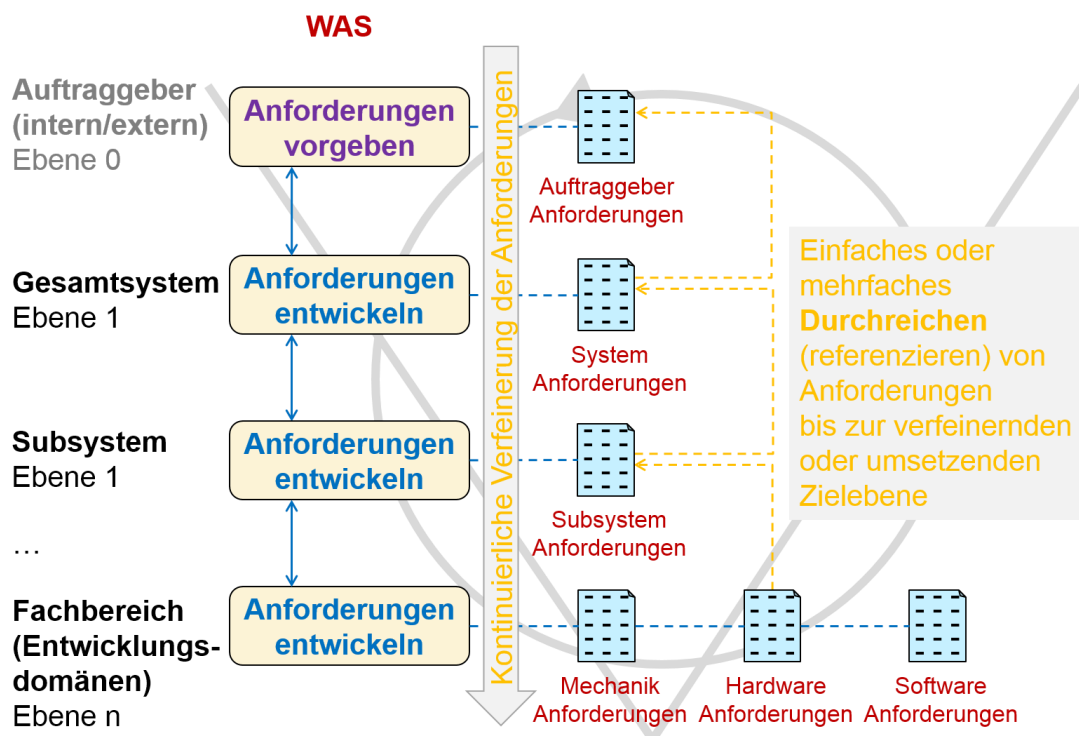 WAS
Auftraggeber
(intern/extern)
Ebene 0
Anforderungen
vorgeben
Auftraggeber
Anforderungen
Gesamtsystem
Ebene 1
Anforderungen
entwickeln
System
Anforderungen
Subsystem
Ebene 1
Anforderungen
entwickeln
Subsystem
Anforderungen
...
Fachbereich
(Entwicklungs-
domänen)
Ebene n
Anforderungen
entwickeln
Mechanik
Anforderungen
Hardware
Anforderungen
Software
Anforderungen
Kontinuierliche Verfeinerung der Anforderungen
Einfaches oder
mehrfaches
Durchreichen
(referenzieren) von
Anforderungen
bis zur verfeinernden
oder umsetzenden
Zielebene